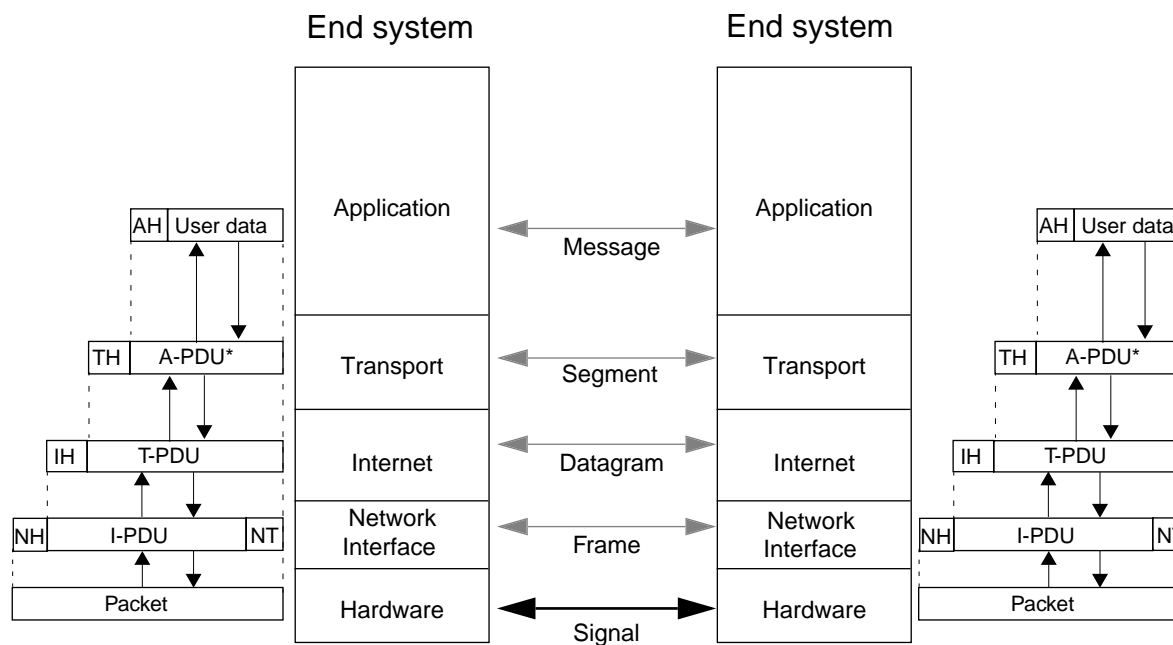 End system
End system
Application
Application
AH User data
AH User data
Message
TH A-PDU*
Transport
Segment
Transport
TH A-PDU*
IH T-PDU
Internet
Datagram
Internet
IH T-PDU
NH I-PDU NT
Network
Interface
Frame
Network
Interface
NH I-PDU
Packet
Hardware
Signal
Hardware
Packet